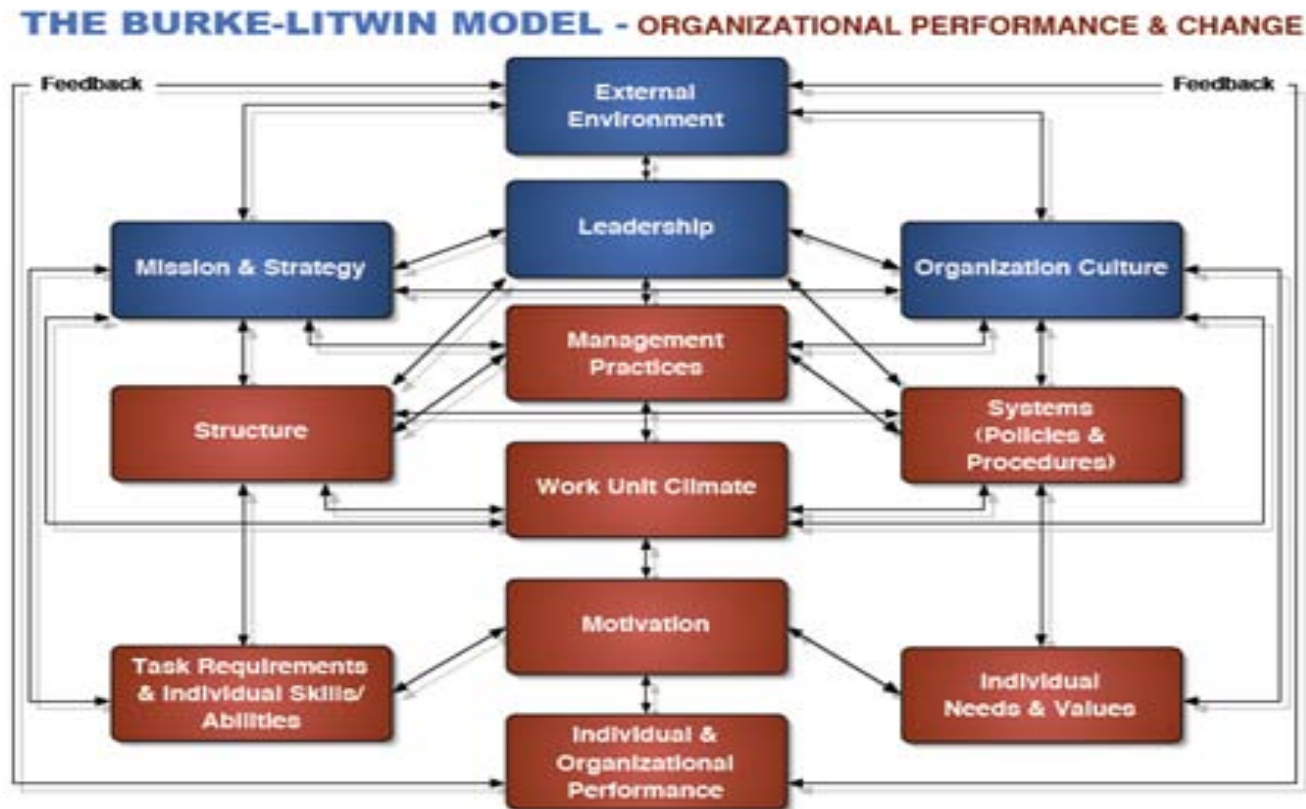 THE BURKE-LITWIN MODEL - ORGANIZATIONAL PERFORMANCE & CHANGE
Feedback
Feedback
External
Environment
Leadership
Mission & Strategy
Organization Culture
Management
Practices
Structure
Systems
(Policies &
Procedures)
Work Unit Climate
Motivation
Task Requirements
& Individual Skills/
Abilities
Individual
Needs & Values
Individual &
Organizational
Performance